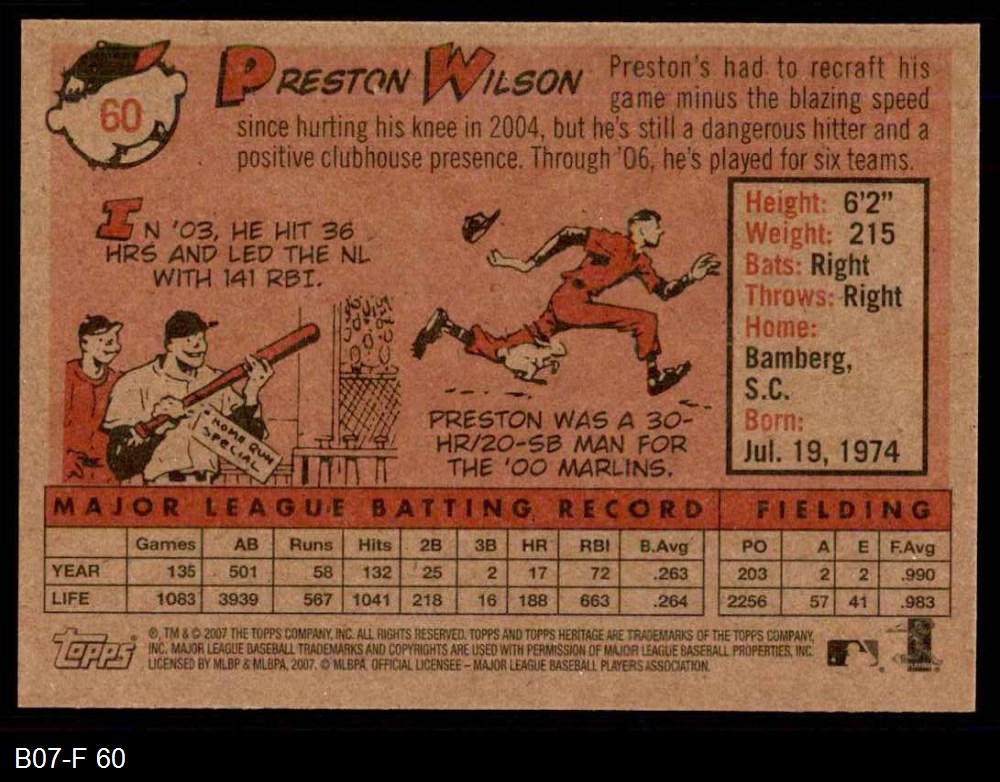 60
PRESTON WILSON
Preston's had to recraft his
game minus the blazing speed
since hurting his knee in 2004, but he's still a dangerous hitter and a
positive clubhouse presence. Through '06, he's played for six teams.
IN '03, HE HIT 36
HRS AND LED THE NL
WITH 141 RBI.
HOME RUN
SPECIAL
PRESTON WAS A 30-
HR/20-SB MAN FOR
THE '00 MARLINS.
Height: 6'2"
Weight: 215
Bats: Right
Throws: Right
Home:
Bamberg,
S.C.
Born:
Jul. 19, 1974
MAJOR LEAGUE BATTING RECORD FIELDING
Games AB Runs Hits 2B 3B HR RBI B.Avg PO A E F.Avg
YEAR 135 501 58 132 25 2 17 72 .263 203 2 2 .990
LIFE 1083 3939 567 1041 218 16 188 663 .264 2256 57 41 .983
Topps
®, TM & © 2007 THE TOPPS COMPANY, INC. ALL RIGHTS RESERVED. TOPPS AND TOPPS HERITAGE ARE TRADEMARKS OF THE TOPPS COMPANY,
INC. MAJOR LEAGUE BASEBALL TRADEMARKS AND COPYRIGHTS ARE USED WITH PERMISSION OF MAJOR LEAGUE BASEBALL PROPERTIES, INC.
LICENSED BY MLBP & MLBPA, 2007. © MLBPA. OFFICIAL LICENSEE – MAJOR LEAGUE BASEBALL PLAYERS ASSOCIATION.
B07-F 60